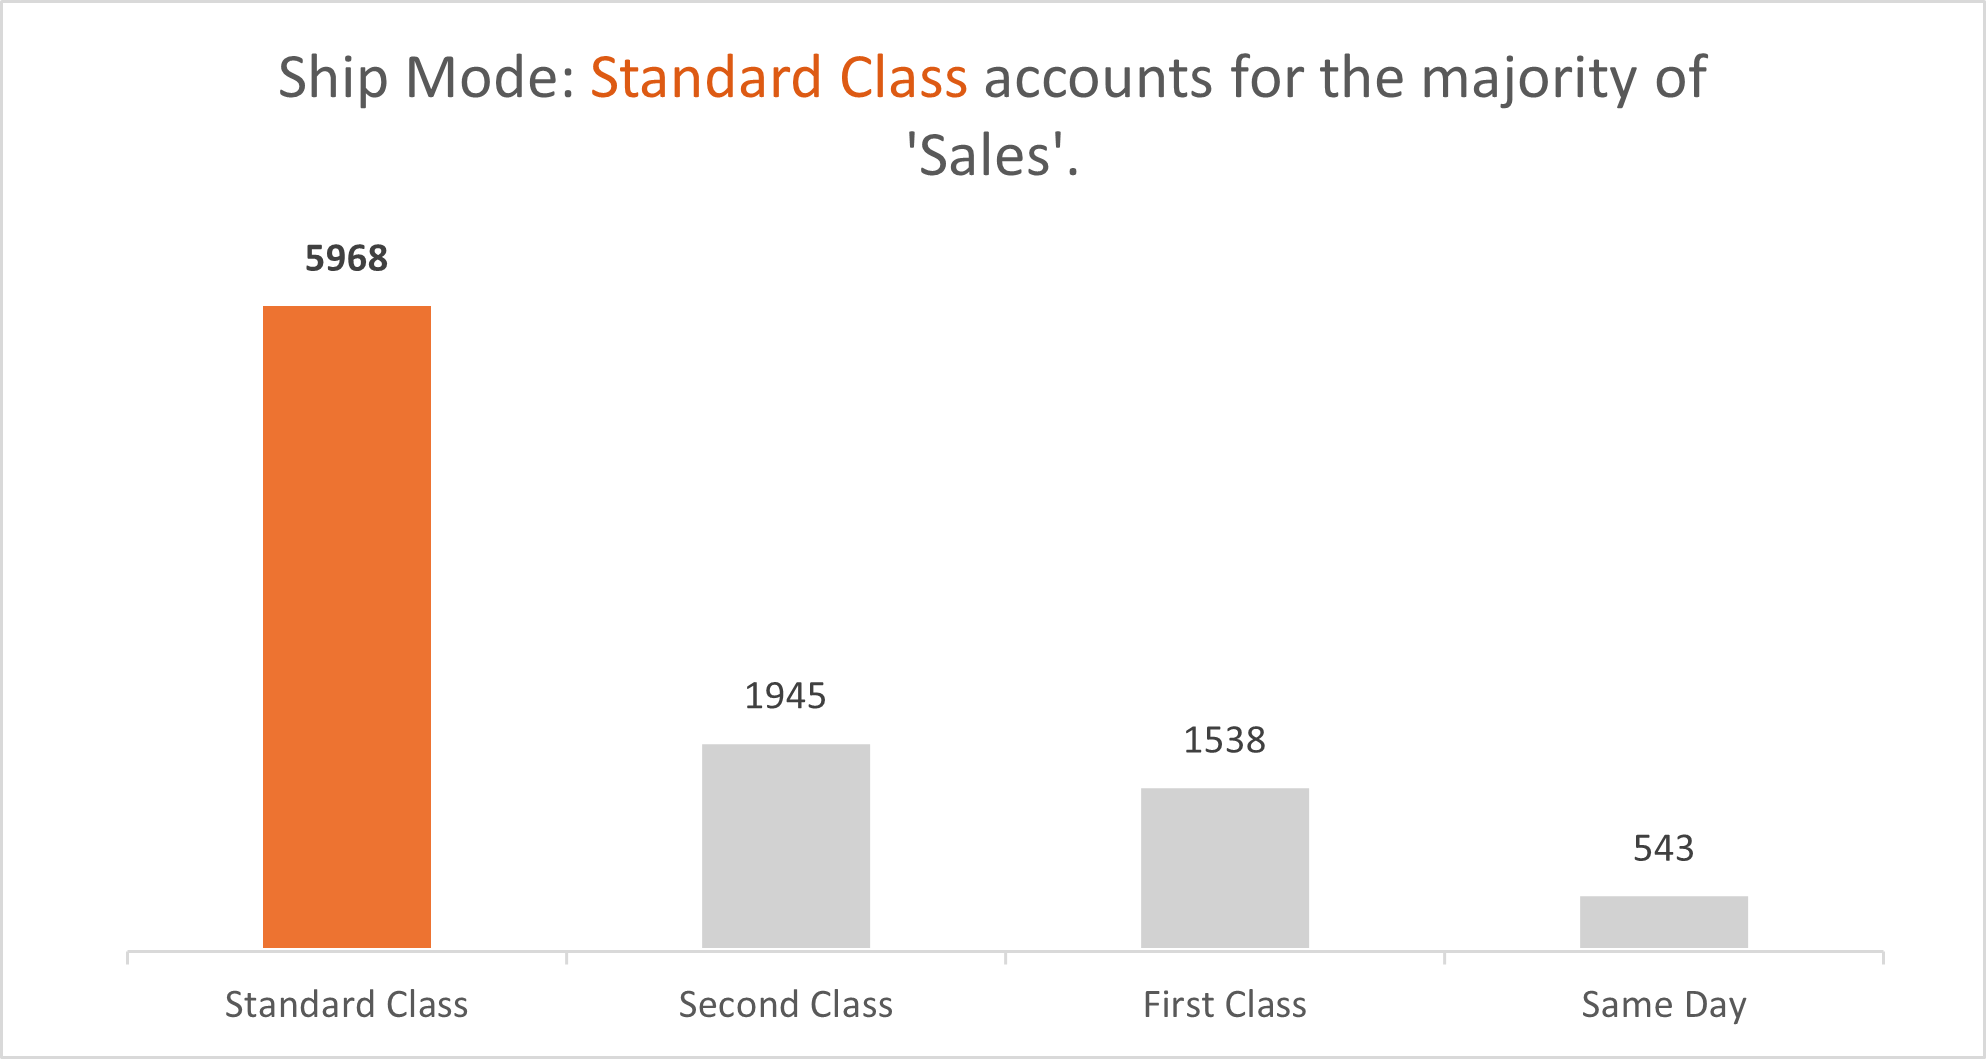 Ship Mode: Standard Class accounts for the majority of
'Sales'.
5968
1945
1538
543
Standard Class
Second Class
First Class
Same Day